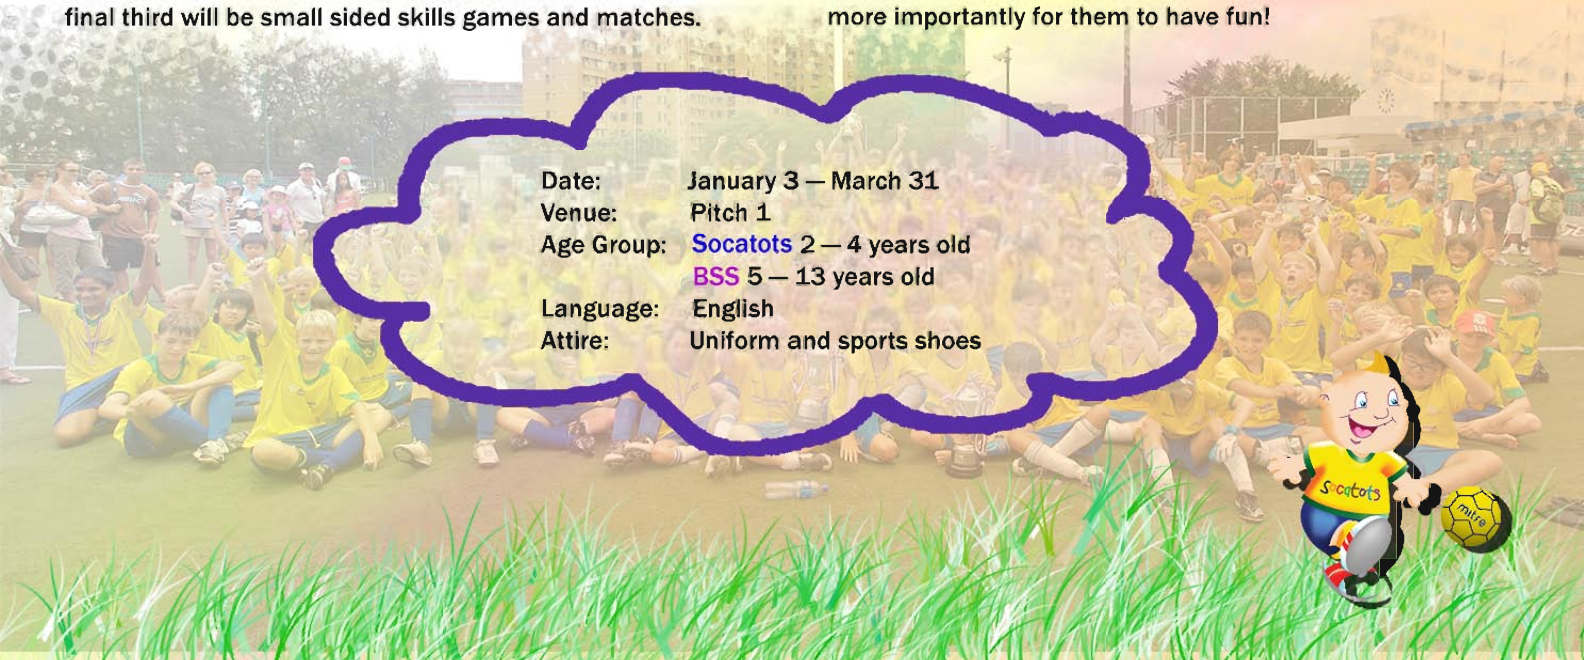 final third will be small sided skills games and matches.
more importantly for them to have fun!
Date: January 3 — March 31
Venue: Pitch 1
Age Group: Socatots 2 — 4 years old
BSS 5 — 13 years old
Language: English
Attire: Uniform and sports shoes
Socatots
mitre